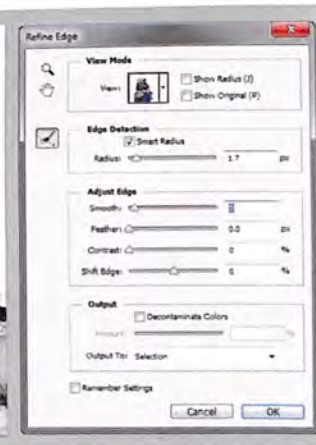 Refine Edge
View Mode
View:
Show Radius (J)
Show Original (P)
Edge Detection
Smart Radius
Radius: 1.7 px
Adjust Edge
Smooth:
Feather: 0.0 px
Contrast: 0 %
Shift Edge: 0 %
Output
Decontaminate Colors
Amount: %
Output To: Selection
Remember Settings
Cancel OK